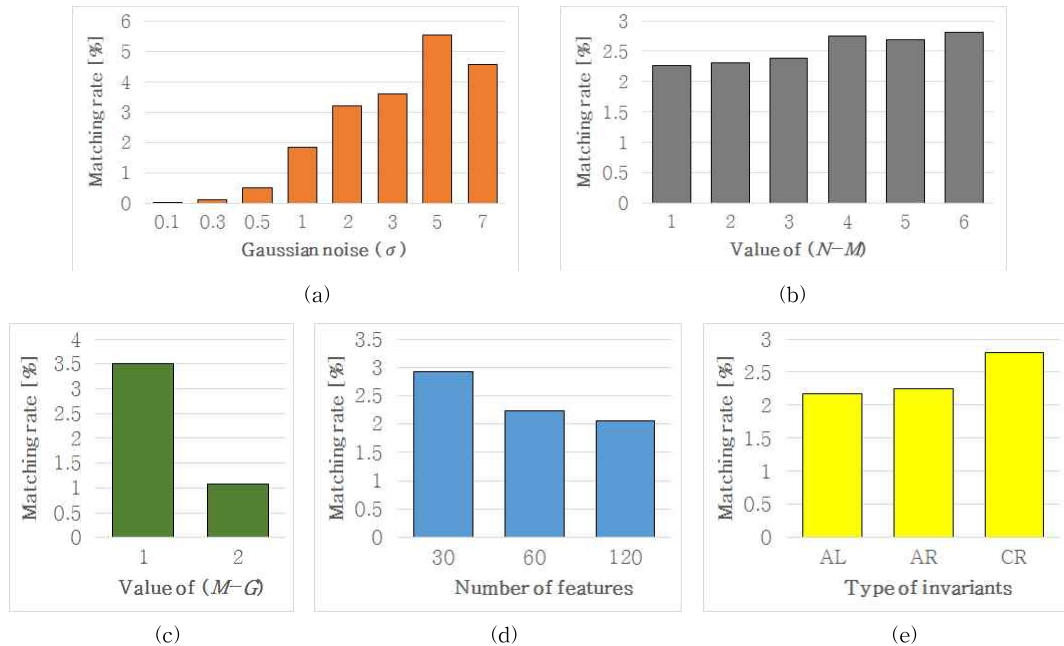 Matching rate [%]
6
5
4
3
2
1
0
0.1 0.3 0.5 1 2 3 5 7
Gaussian noise (σ)
(a)
Matching rate [%]
3
2.5
2
1.5
1
0.5
0
1 2 3 4 5 6
Value of (N−M)
(b)
Matching rate [%]
4
3.5
3
2.5
2
1.5
1
0.5
0
1 2
Value of (M−G)
(c)
Matching rate [%]
3.5
3
2.5
2
1.5
1
0.5
0
30 60 120
Number of features
(d)
Matching rate [%]
3
2.5
2
1.5
1
0.5
0
AL AR CR
Type of invariants
(e)